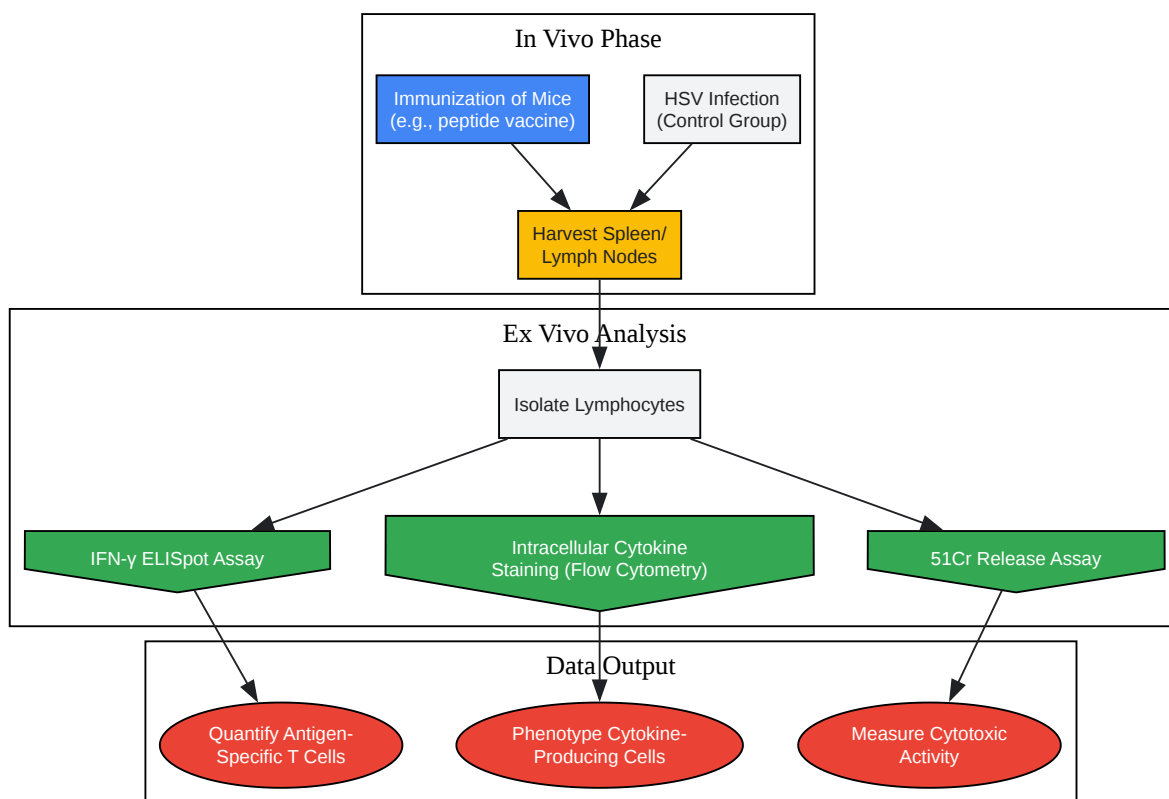 In Vivo Phase
Immunization of Mice
(e.g., peptide vaccine)
HSV Infection
(Control Group)
Harvest Spleen/
Lymph Nodes
Ex Vivo Analysis
Isolate Lymphocytes
IFN-γ ELISpot Assay
Intracellular Cytokine
Staining (Flow Cytometry)
51Cr Release Assay
Data Output
Quantify Antigen-
Specific T Cells
Phenotype Cytokine-
Producing Cells
Measure Cytotoxic
Activity